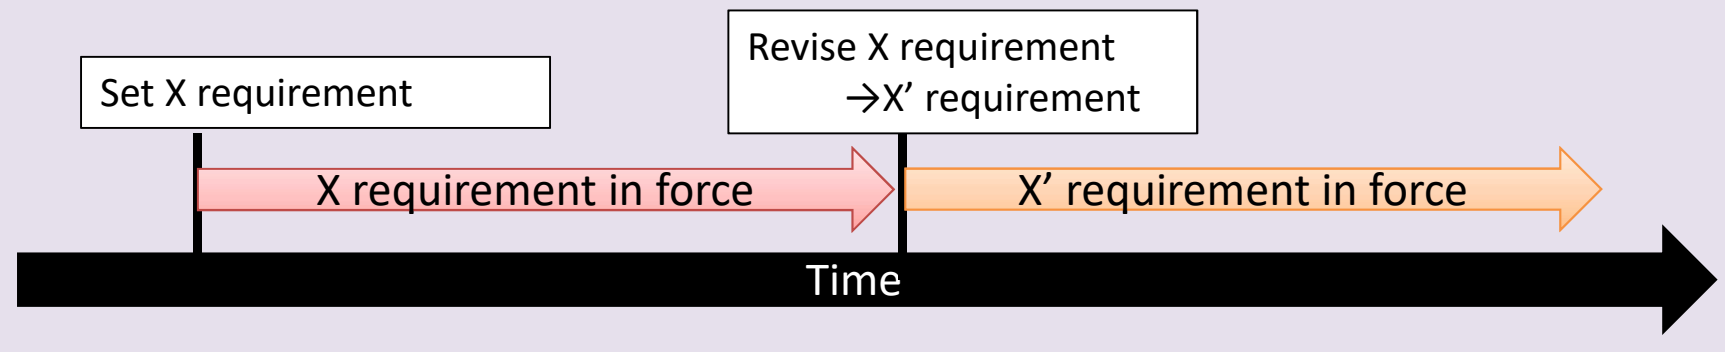 Set X requirement
Revise X requirement
→X’ requirement
X requirement in force
X’ requirement in force
Time